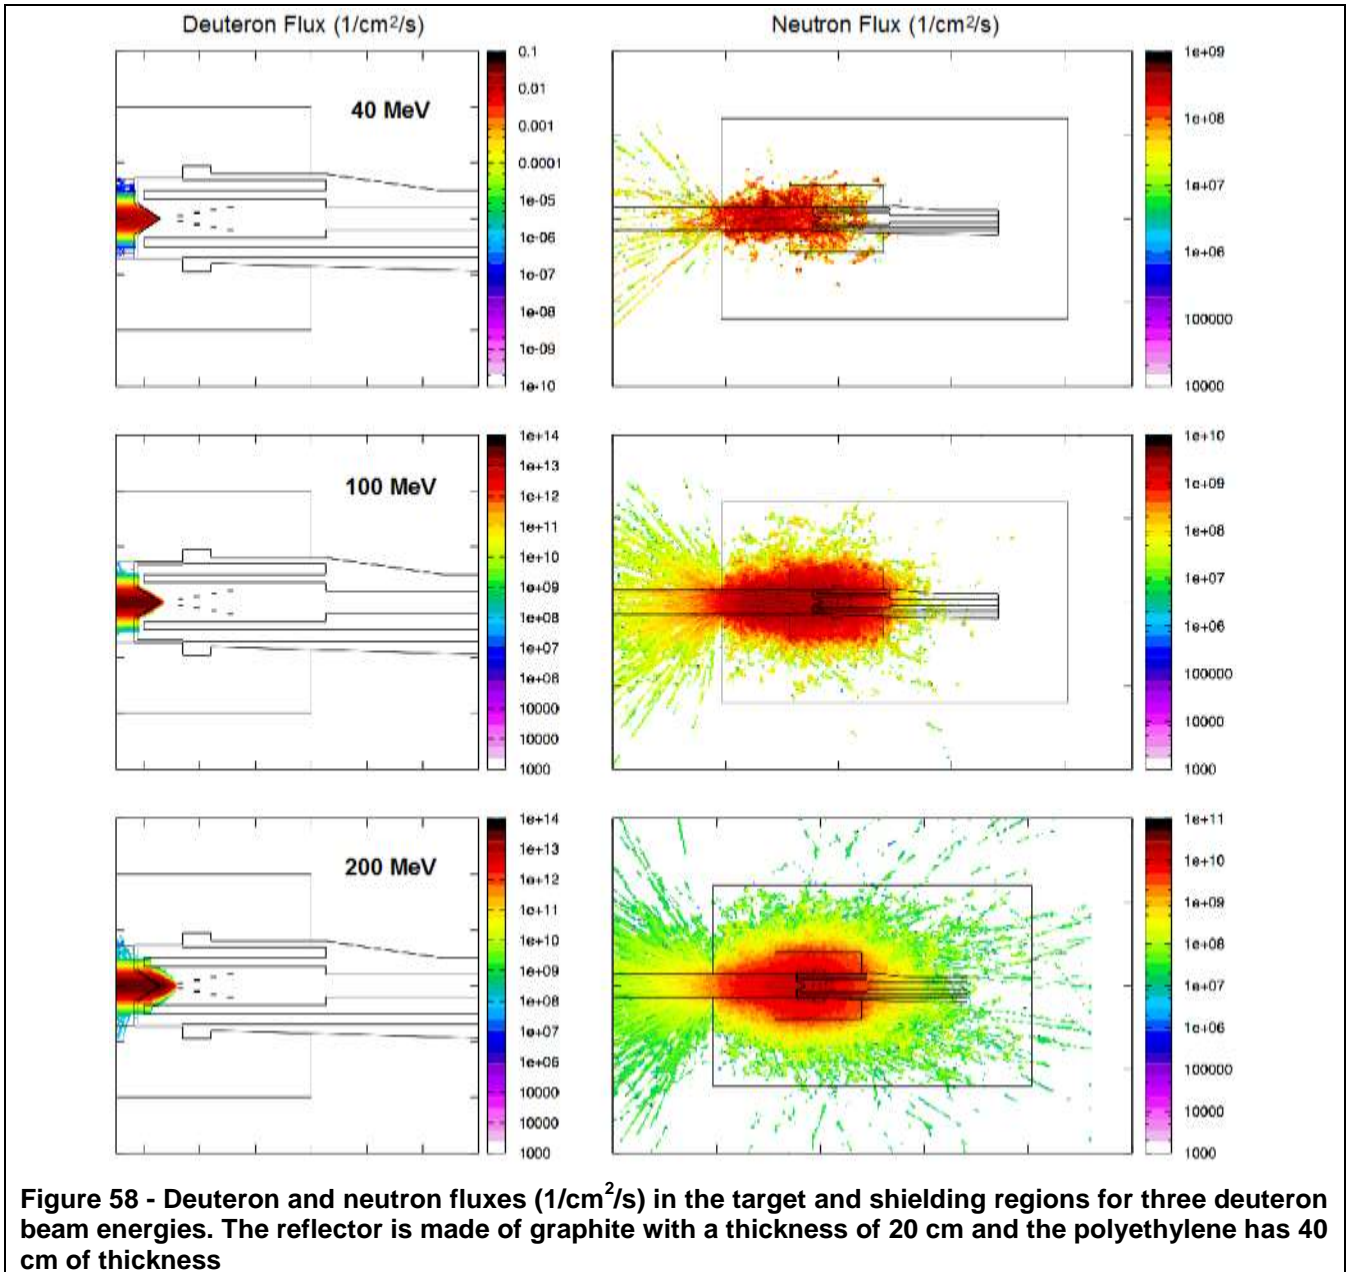 Deuteron Flux (1/cm2/s)
Neutron Flux (1/cm2/s)
40 MeV
0.1
0.01
0.001
0.0001
1e-05
1e-06
1e-07
1e-08
1e-09
1e-10
1e+09
1e+08
1e+07
1e+06
100000
10000
100 MeV
1e+14
1e+13
1e+12
1e+11
1e+10
1e+09
1e+08
1e+07
1e+08
10000
10000
1000
1e+10
1e+09
1e+08
1e+07
1e+06
100000
10000
1000
200 MeV
1e+14
1e+13
1e+12
1e+11
1e+10
1e+09
1e+08
1e+07
1e+06
10000
10000
1000
1e+11
1e+10
1e+09
1e+08
1e+07
1e+06
100000
10000
1000
Figure 58 - Deuteron and neutron fluxes (1/cm2/s) in the target and shielding regions for three deuteron
beam energies. The reflector is made of graphite with a thickness of 20 cm and the polyethylene has 40
cm of thickness